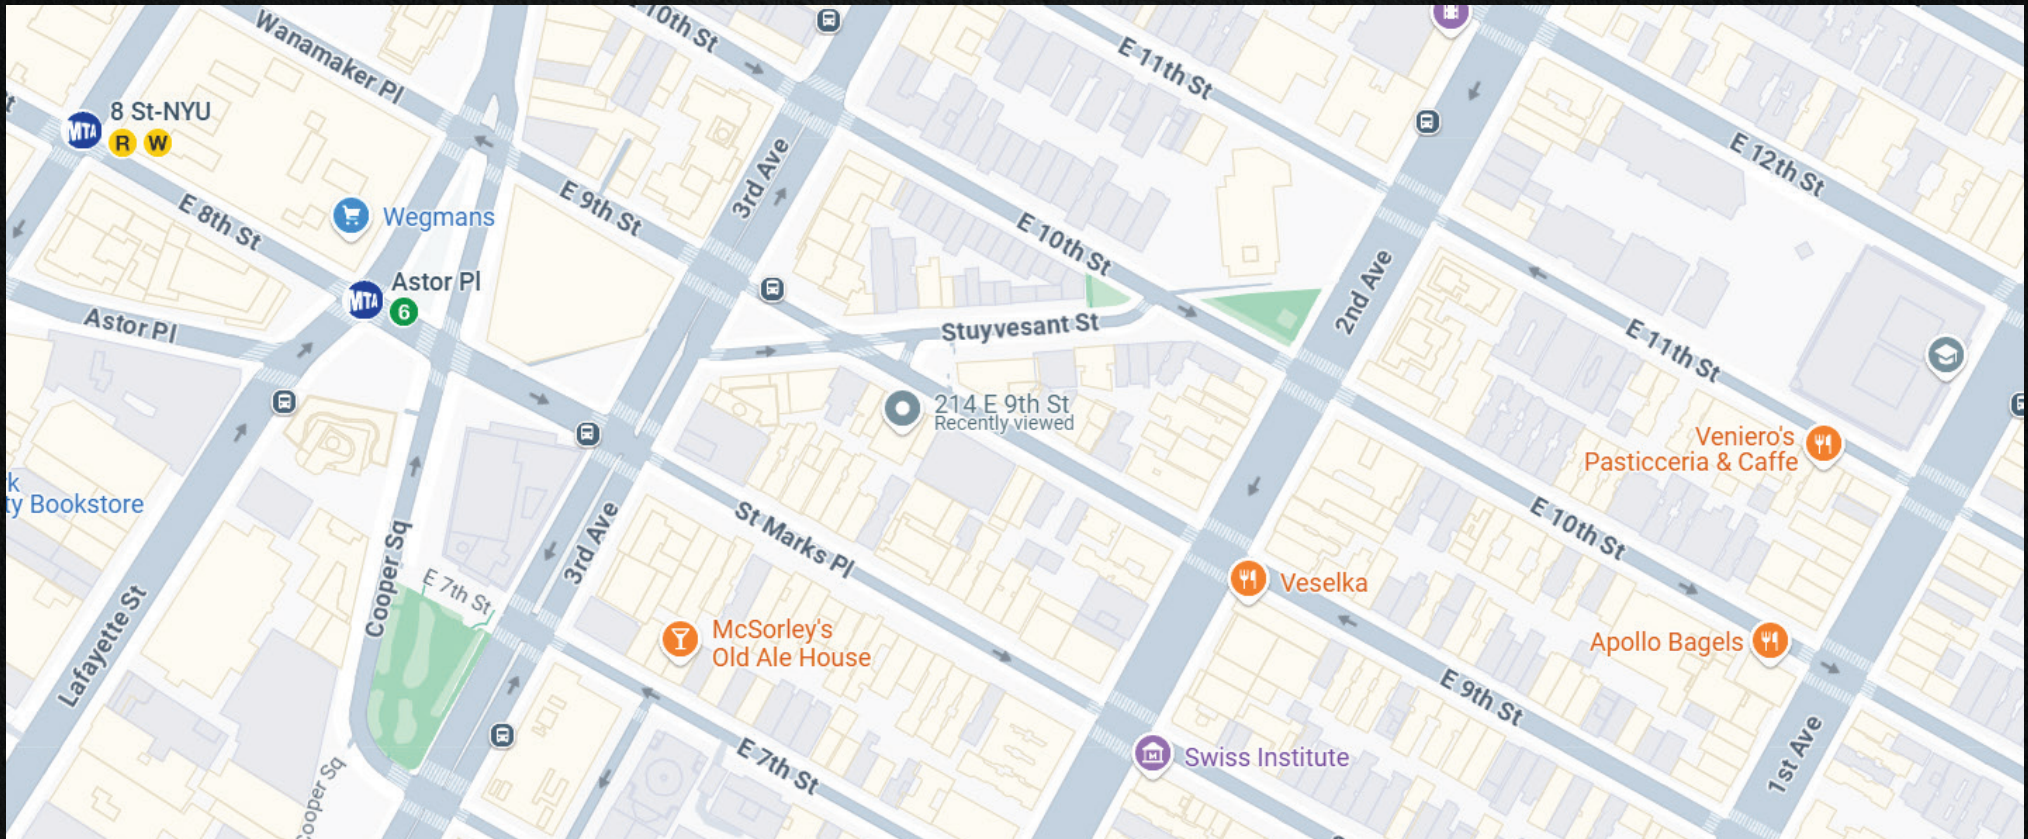 Wanamaker Pl
E 10th St
E 11th St
8 St-NYU
MTA
R W
E 12th St
3rd Ave
E 8th St
Wegmans
E 9th St
E 10th St
2nd Ave
Astor Pl
MTA
6
Astor Pl
Stuyvesant St
E 11th St
214 E 9th St
Recently viewed
Veniero's
Pasticceria & Caffe
k
ty Bookstore
St Marks Pl
3rd Ave
E 10th St
Cooper Sq
E 7th St
Veselka
Lafayette St
McSorley's
Old Ale House
Apollo Bagels
E 9th St
E 7th St
Swiss Institute
1st Ave
Cooper Sq